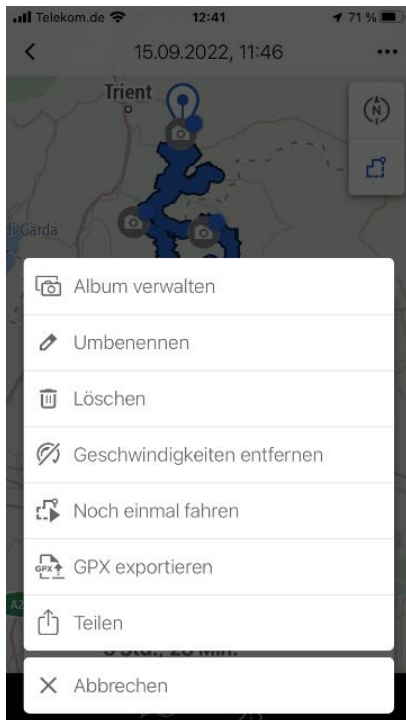 Telekom.de 12:41 71 %
15.09.2022, 11:46
Trient
di Garda
Album verwalten
Umbenennen
Löschen
Geschwindigkeiten entfernen
Noch einmal fahren
GPX GPX exportieren
Teilen
Abbrechen